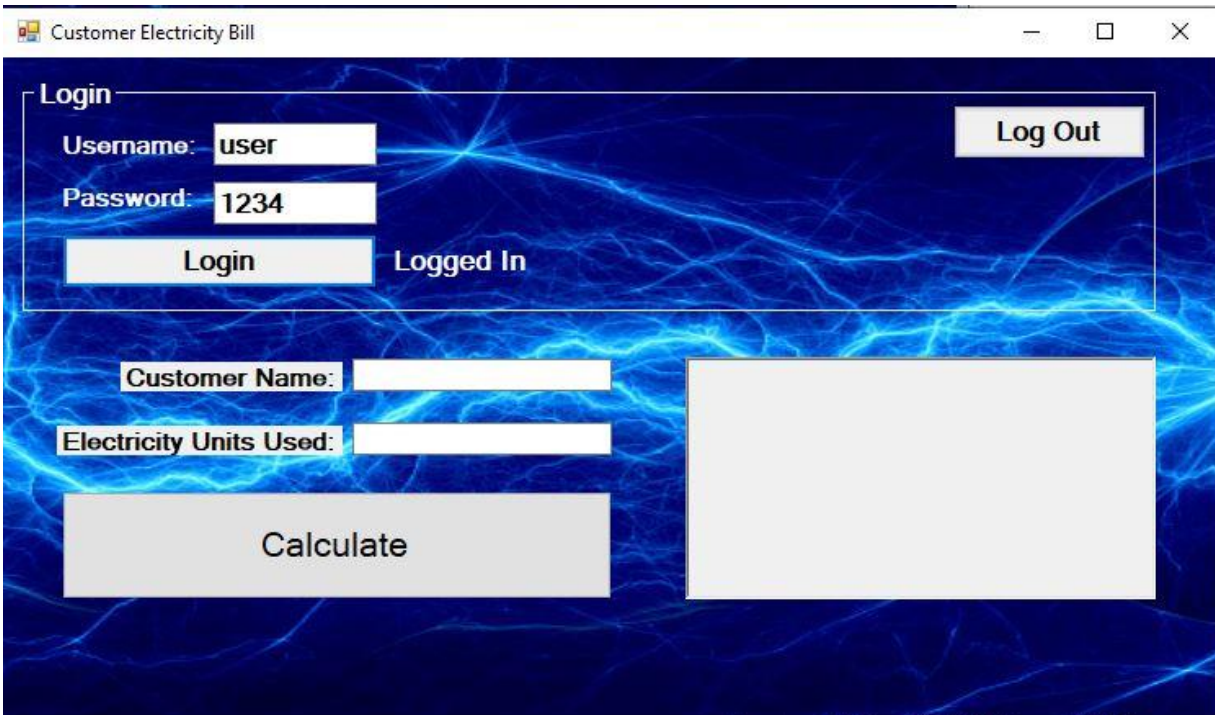 Customer Electricity Bill
Login
Log Out
Username: user
Password: 1234
Login Logged In
Customer Name:
Electricity Units Used:
Calculate